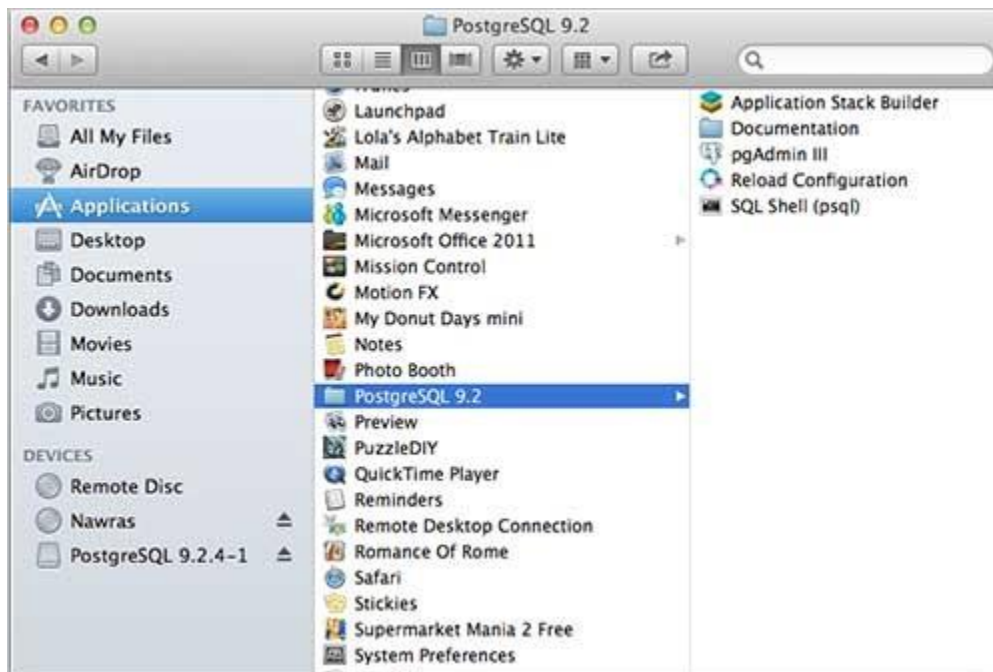 PostgreSQL 9.2
FAVORITES
All My Files
AirDrop
Applications
Desktop
Documents
Downloads
Movies
Music
Pictures
DEVICES
Remote Disc
Nawras
PostgreSQL 9.2.4-1
Launchpad
Lola's Alphabet Train Lite
Mail
Messages
Microsoft Messenger
Microsoft Office 2011
Mission Control
Motion FX
My Donut Days mini
Notes
Photo Booth
PostgreSQL 9.2
Preview
PuzzleDIY
QuickTime Player
Reminders
Remote Desktop Connection
Romance Of Rome
Safari
Stickies
Supermarket Mania 2 Free
System Preferences
Application Stack Builder
Documentation
pgAdmin III
Reload Configuration
SQL Shell (psql)